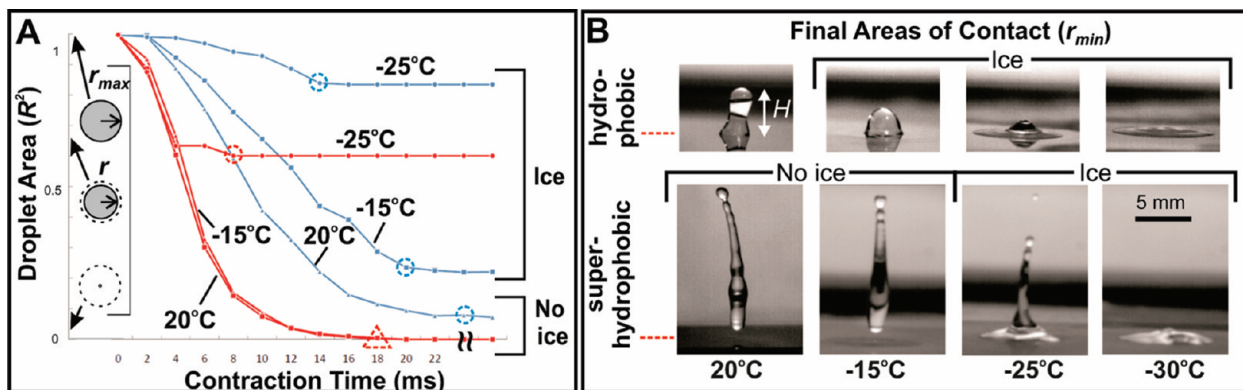 A
Droplet Area (R²)
1
0.5
0
r_max
r
-25°C
-25°C
-15°C
-15°C
20°C
20°C
Ice
No
ice
0 2 4 6 8 10 12 14 16 18 20 22
Contraction Time (ms)
B
Final Areas of Contact (r_min)
Ice
hydro-
phobic
H
No ice
Ice
super-
hydrophobic
5 mm
20°C -15°C -25°C -30°C